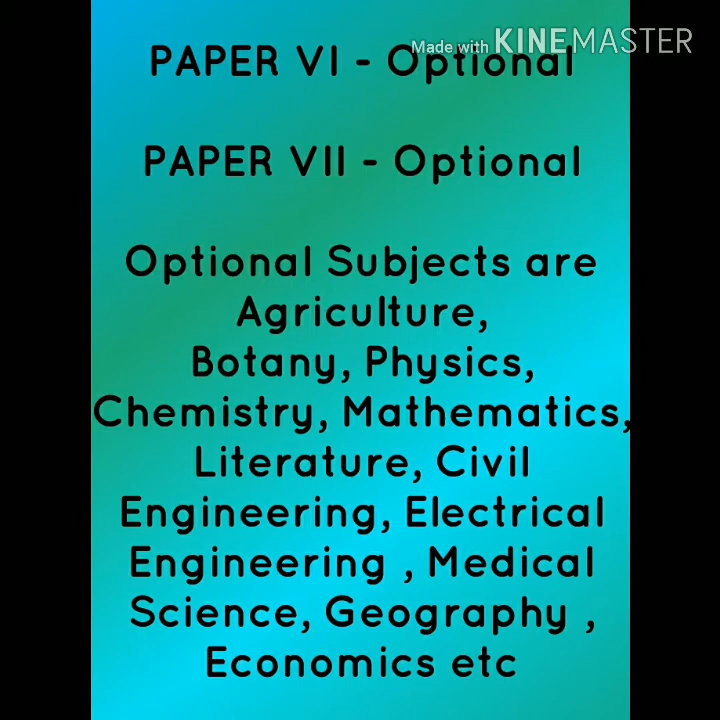 Made with KINEMASTER
PAPER VI - Optional
PAPER VII - Optional
Optional Subjects are
Agriculture,
Botany, Physics,
Chemistry, Mathematics,
Literature, Civil
Engineering, Electrical
Engineering , Medical
Science, Geography ,
Economics etc